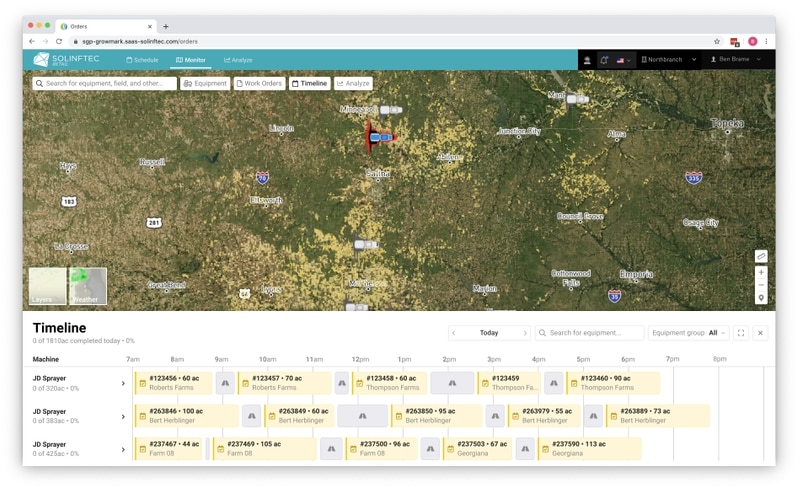 Orders
sgp-growmark.saas-solinftec.com/orders
SOLINFTEC
Schedule
Monitor
Analyze
Northbranch
Ben Brame
Search for equipment, field, and other...
Equipment
Work Orders
Timeline
Analyze
Minneapolis
Lincoln
Junction City
Alma
Topeka
Hays
Russell
Abilene
Salina
70
335
183
Ellsworth
281
Council Grove
Osage City
La Crosse
Great Bend
Lyons
Marion
Cottonwood
Falls
Emporia
35
Layers
Weather
Timeline
0 of 1810ac completed today • 0%
Today
Search for equipment...
Equipment group All
Machine
7am 8am 9am 10am 11am 12pm 1pm 2pm 3pm 4pm 5pm 6pm 7pm 8pm
JD Sprayer
0 of 320ac • 0%
#123456 • 60 ac
Roberts Farms
#123457 • 70 ac
Roberts Farms
#123458 • 60 ac
Thompson Farms
#123459
Thompson Fa...
#123460 • 90 ac
Thompson Farms
JD Sprayer
0 of 383ac • 0%
#263846 • 100 ac
Bert Herblinger
#263849 • 60 ac
Bert Herblinger
#263850 • 95 ac
Bert Herblinger
#263979 • 55 ac
Bert Herblinger
#263889 • 73 ac
Bert Herblinger
JD Sprayer
0 of 425ac • 0%
#237467 • 44 ac
Farm 08
#237469 • 105 ac
Farm 08
#237500 • 96 ac
Farm 08
#237503 • 67 ac
Georgiana
#237590 • 113 ac
Georgiana